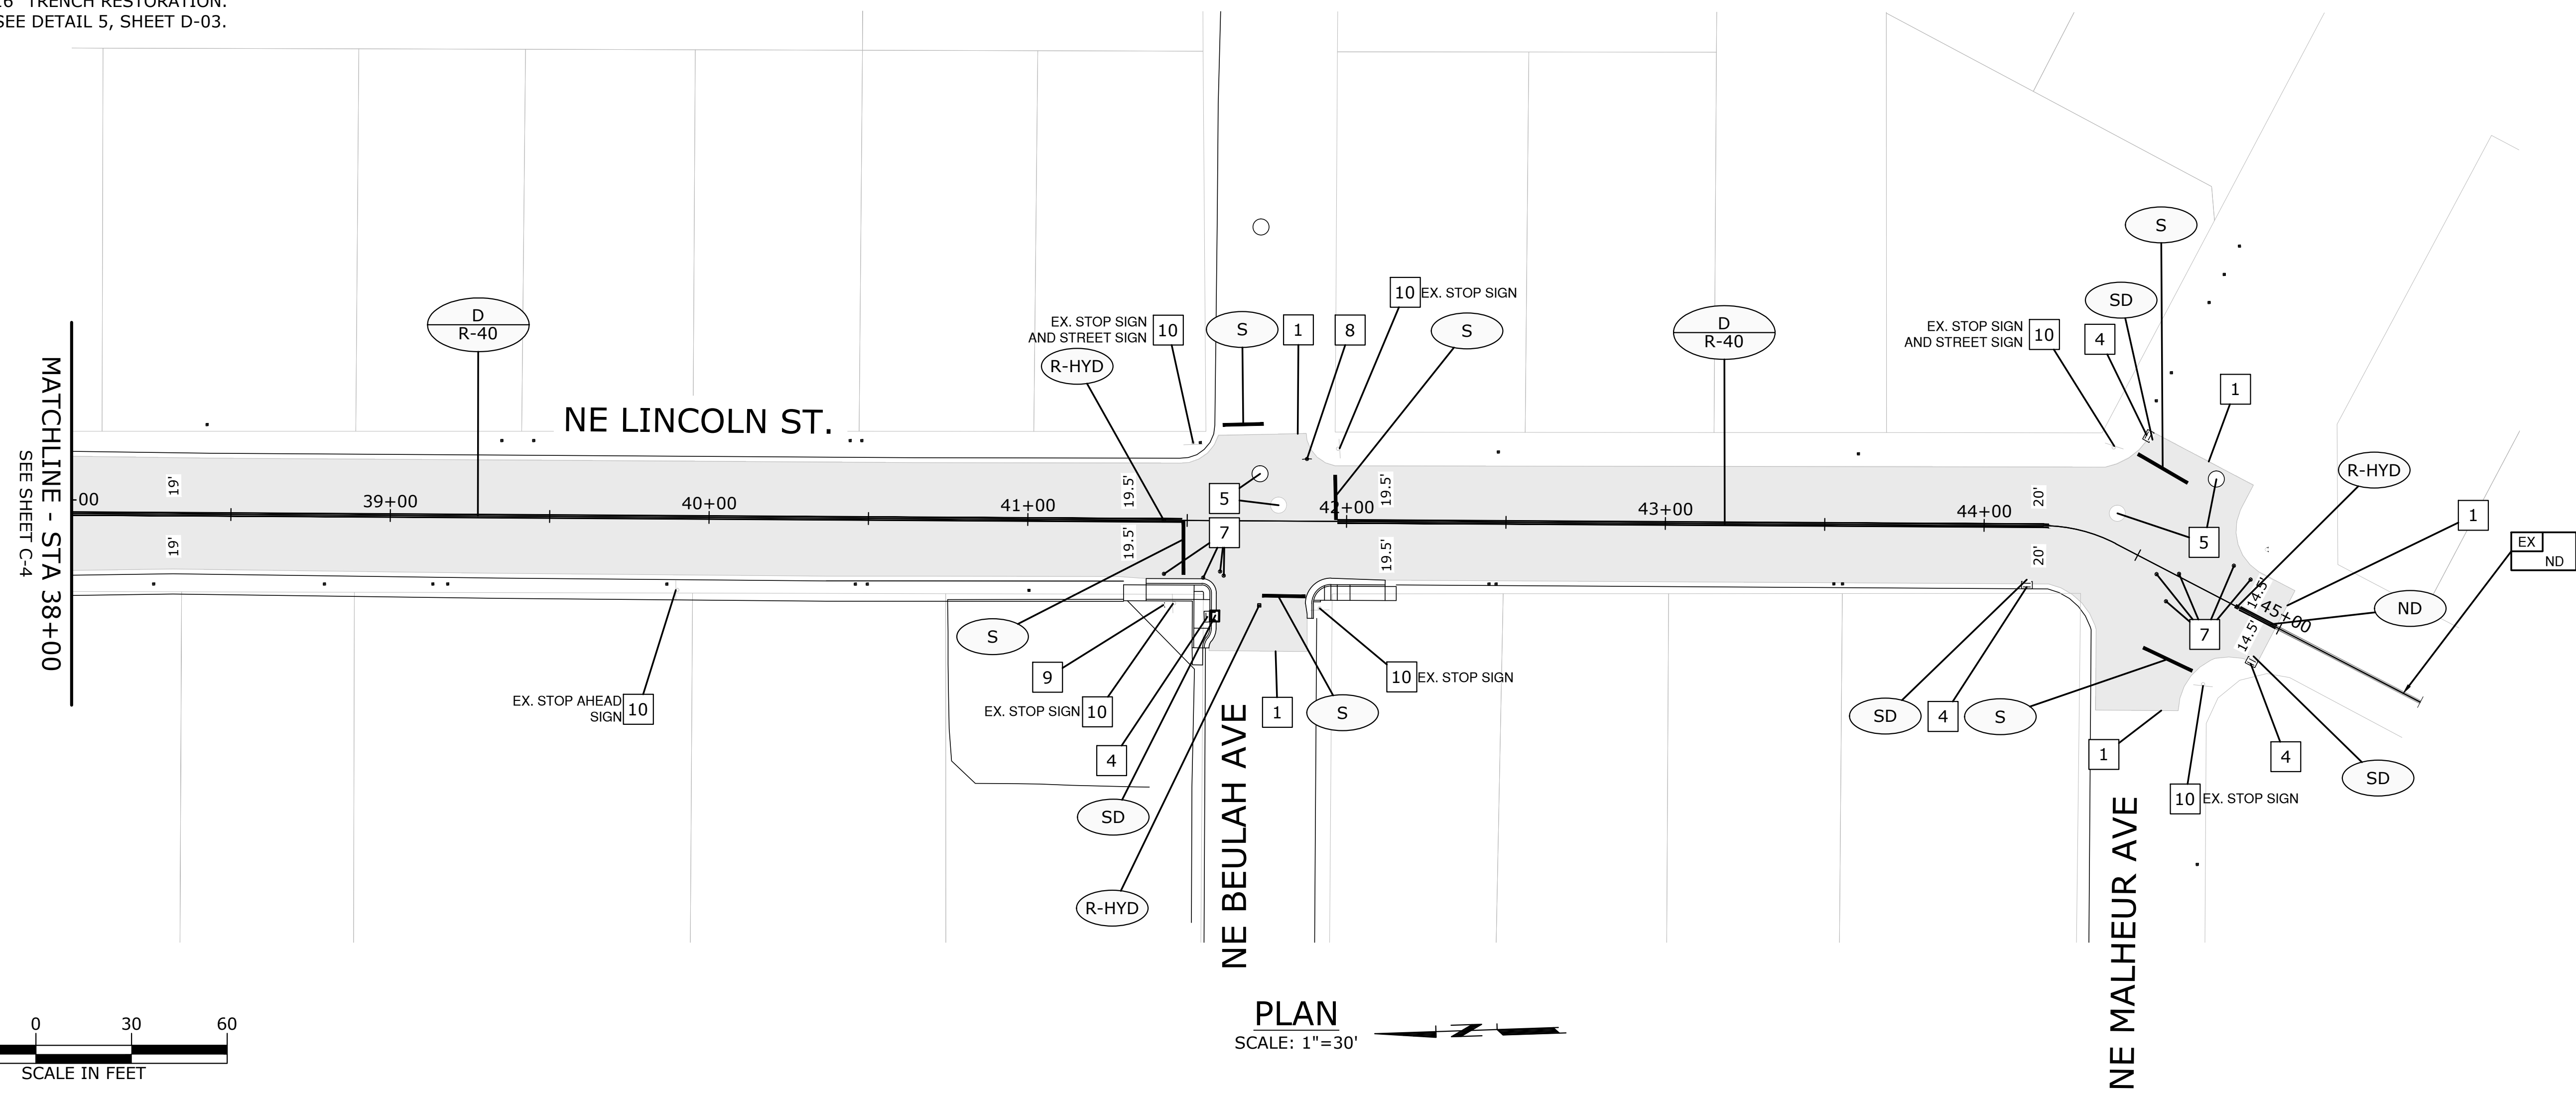 16" TRENCH RESTORATION.
SEE DETAIL 5, SHEET D-03.
S
SD
D
R-40
10 EX. STOP SIGN
EX. STOP SIGN
AND STREET SIGN 10
S
1
8
S
D
R-40
EX. STOP SIGN
AND STREET SIGN 10
4
R-HYD
1
MATCHLINE - STA 38+00
SEE SHEET C-4
NE LINCOLN ST.
R-HYD
19'
19'
-00
39+00
40+00
41+00
42+00
43+00
44+00
45+00
19.5'
19.5'
5
7
19.5'
19.5'
20'
20'
5
1
EX
ND
14.5'
14.5'
ND
7
S
9
10 EX. STOP SIGN
EX. STOP AHEAD
SIGN 10
EX. STOP SIGN 10
1
S
SD
4
S
4
1
4
SD
SD
10 EX. STOP SIGN
R-HYD
NE BEULAH AVE
NE MALHEUR AVE
PLAN
SCALE: 1"=30'
0 30 60
SCALE IN FEET